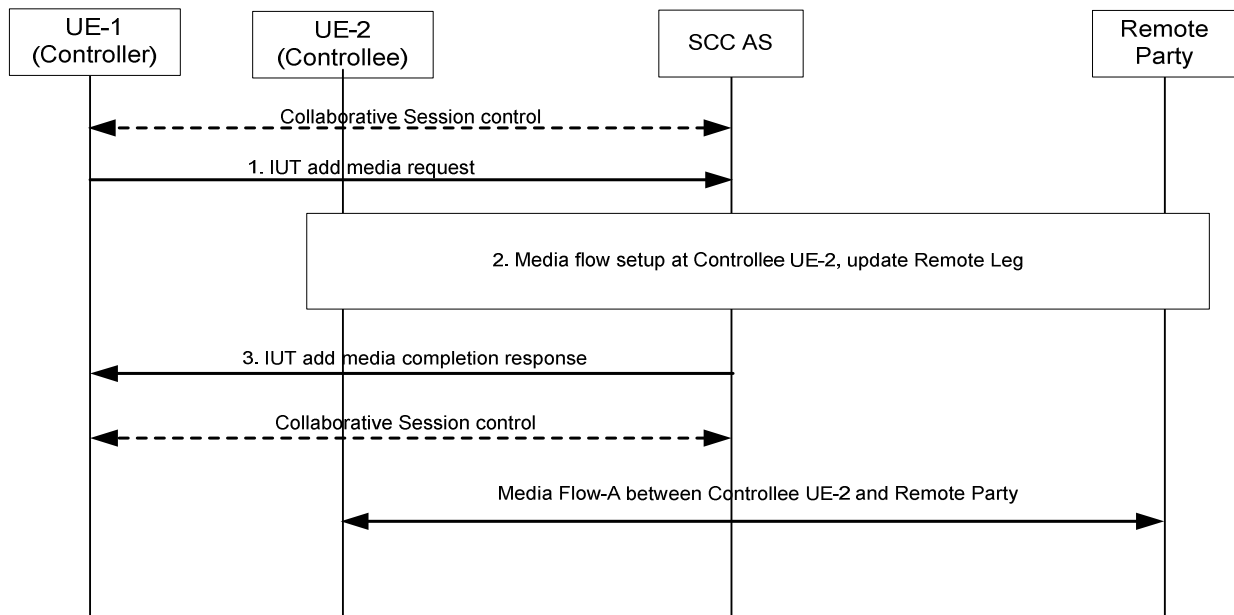 UE-1
(Controller)
UE-2
(Controllee)
SCC AS
Remote
Party
Collaborative Session control
1. IUT add media request
2. Media flow setup at Controllee UE-2, update Remote Leg
3. IUT add media completion response
Collaborative Session control
Media Flow-A between Controllee UE-2 and Remote Party